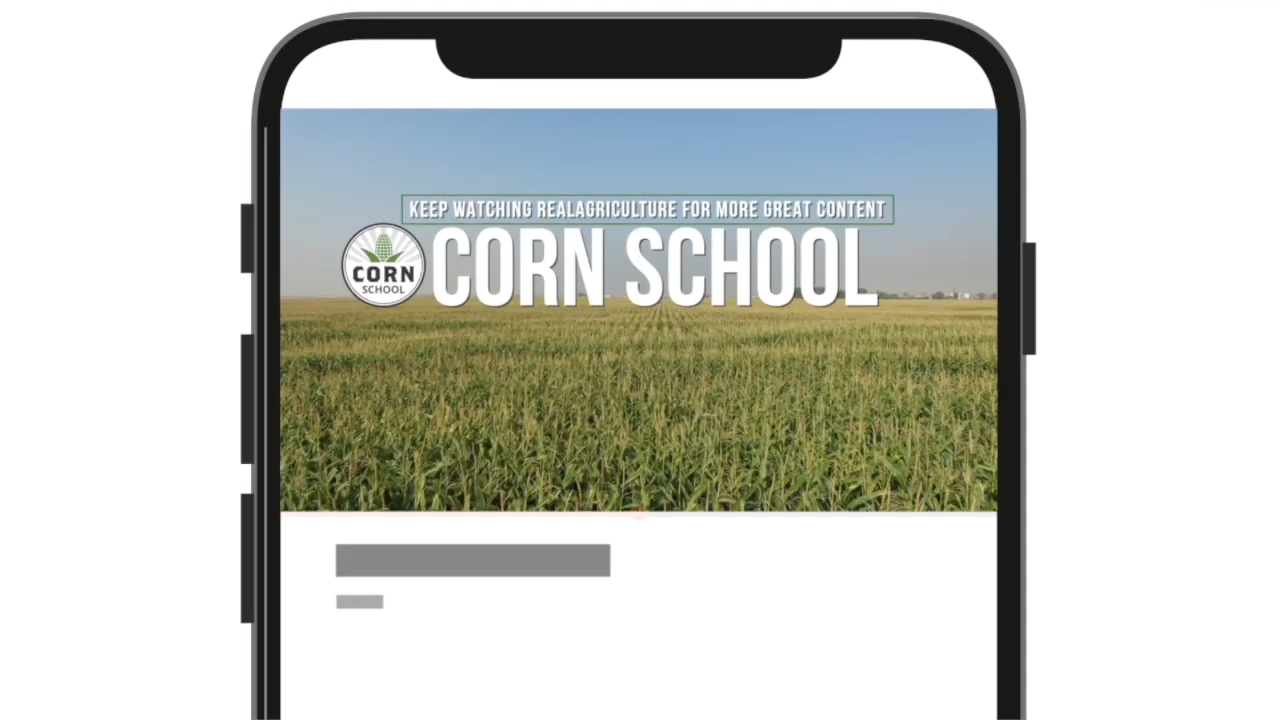 KEEP WATCHING REALAGRICULTURE FOR MORE GREAT CONTENT
CORN SCHOOL
CORN
SCHOOL